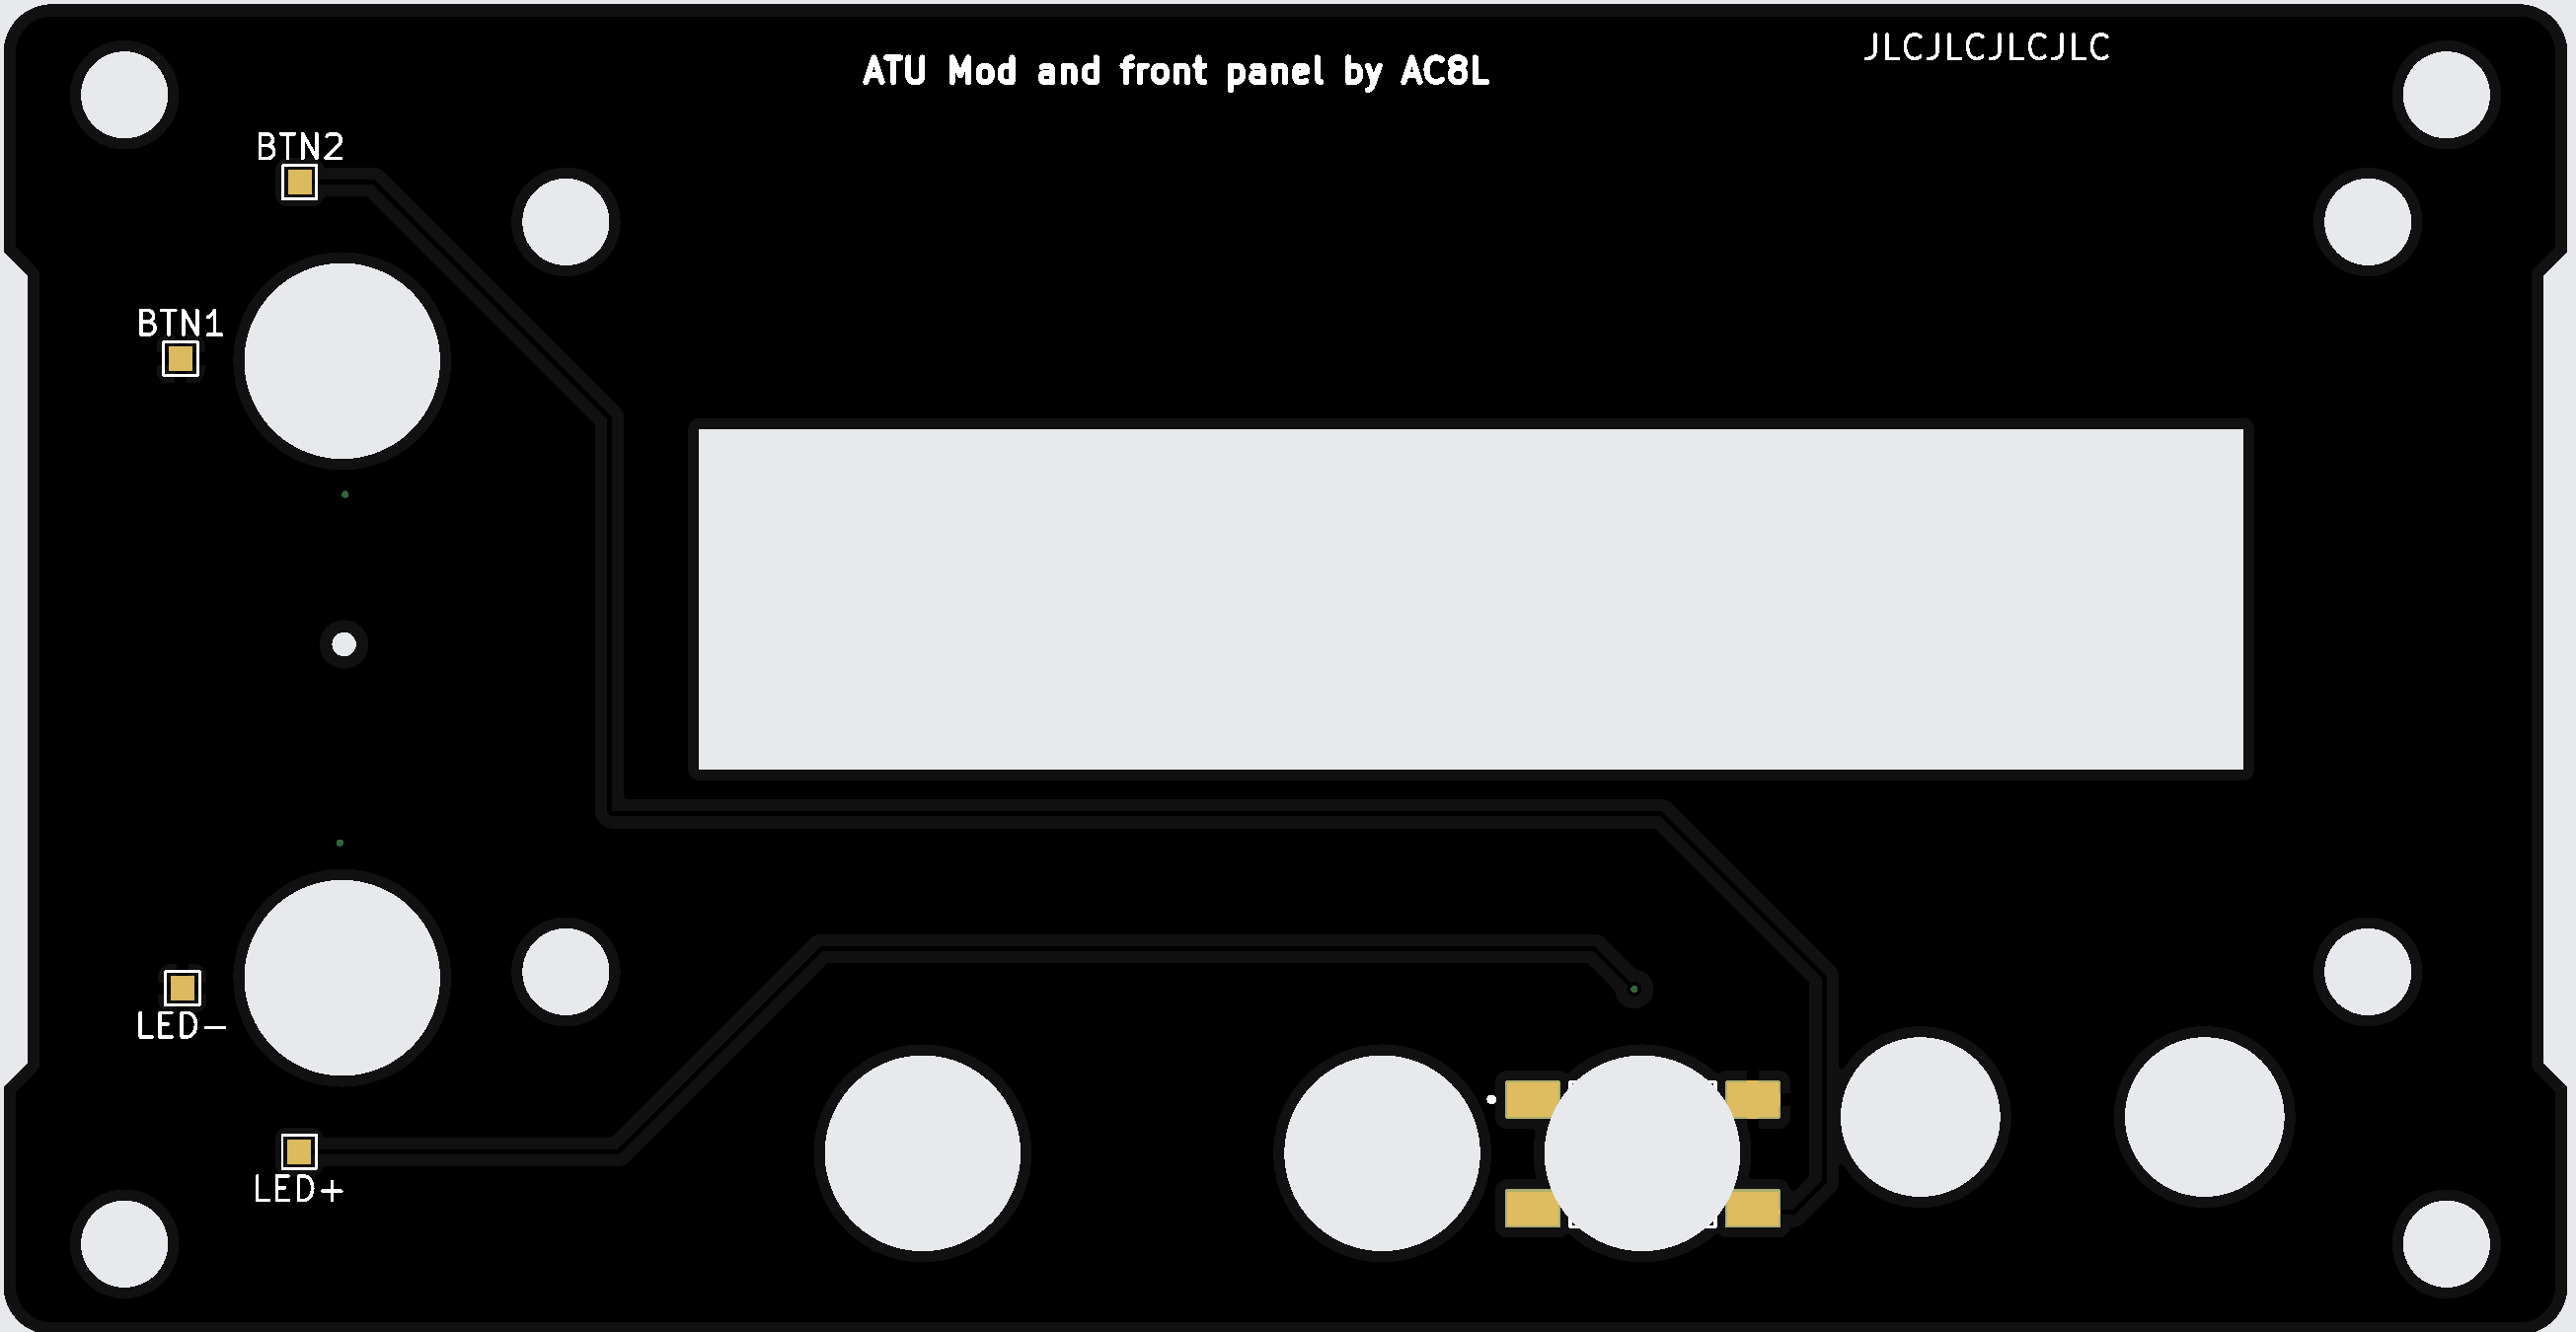 JLCJLCJLCJLC
ATU Mod and front panel by AC8L
BTN2
BTN1
LED-
LED+